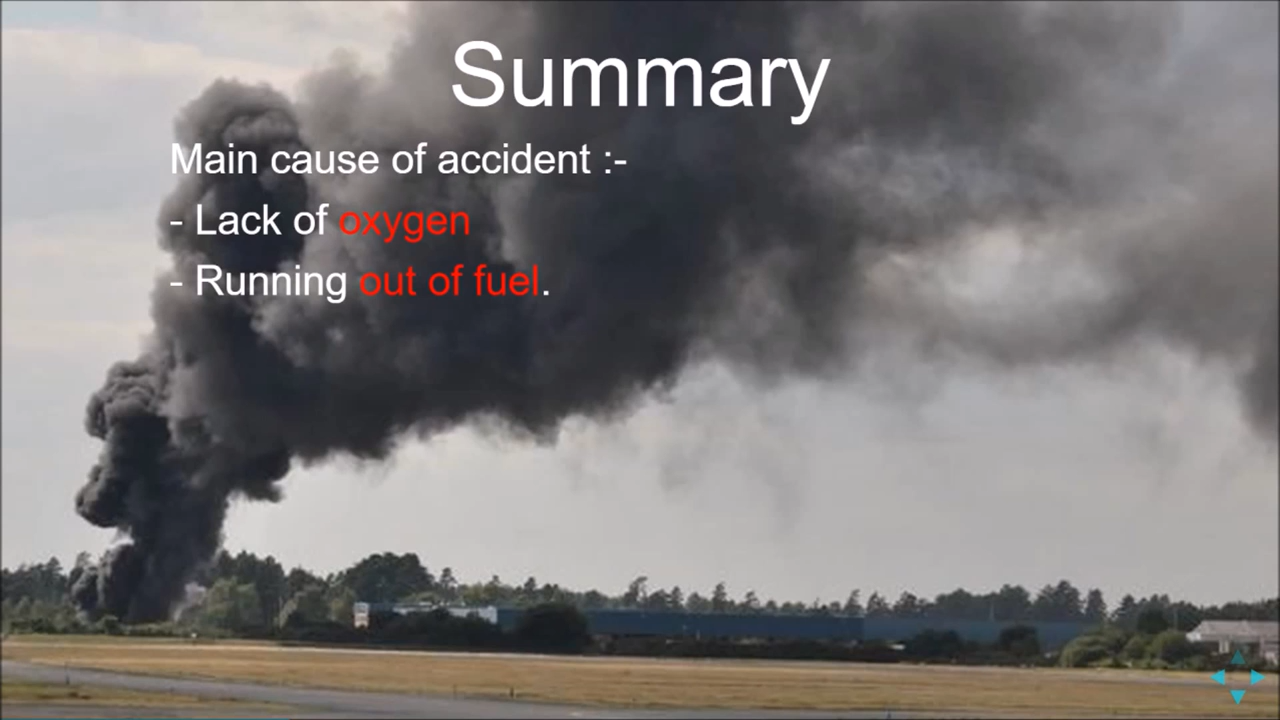 Summary
Main cause of accident :-
- Lack of oxygen
- Running out of fuel.